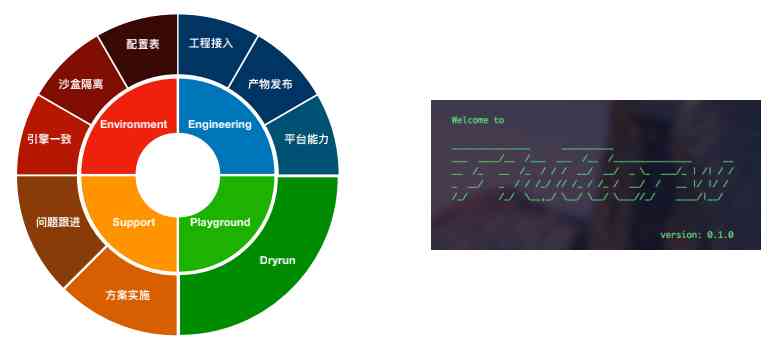 配置表
工程接入
沙盒隔离
产物发布
Environment
Engineering
引擎一致
平台能力
问题跟进
Support
Playground
Dryrun
方案实施
Welcome to
Flutterw
version: 0.1.0